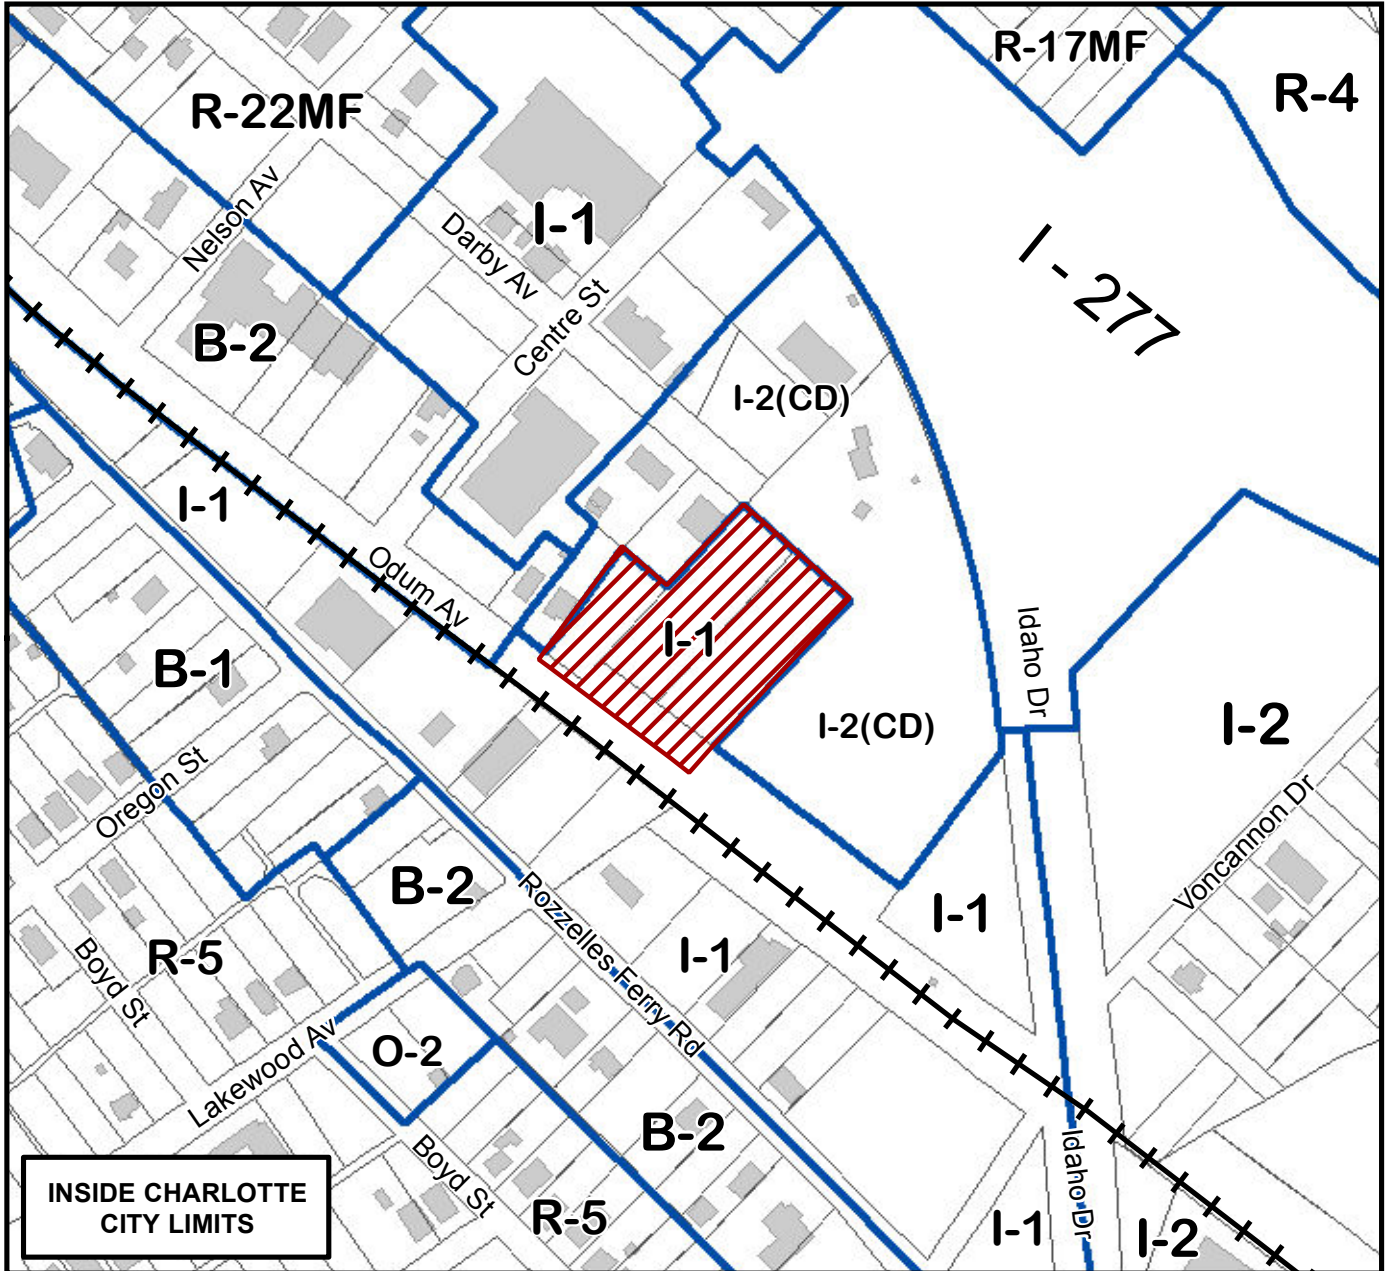 R-17MF
R-4
R-22MF
Nelson Av
I-1
Darby Av
I - 277
Centre St
B-2
I-2(CD)
I-1
Odum Av
I-1
Idaho Dr
B-1
I-2(CD)
I-2
Oregon St
Voncannon Dr
B-2
Rozzelles Ferry Rd
I-1
R-5
I-1
Boyd St
O-2
Lakewood Av
B-2
Boyd St
Idaho Dr
INSIDE CHARLOTTE
CITY LIMITS
R-5
I-1
I-2